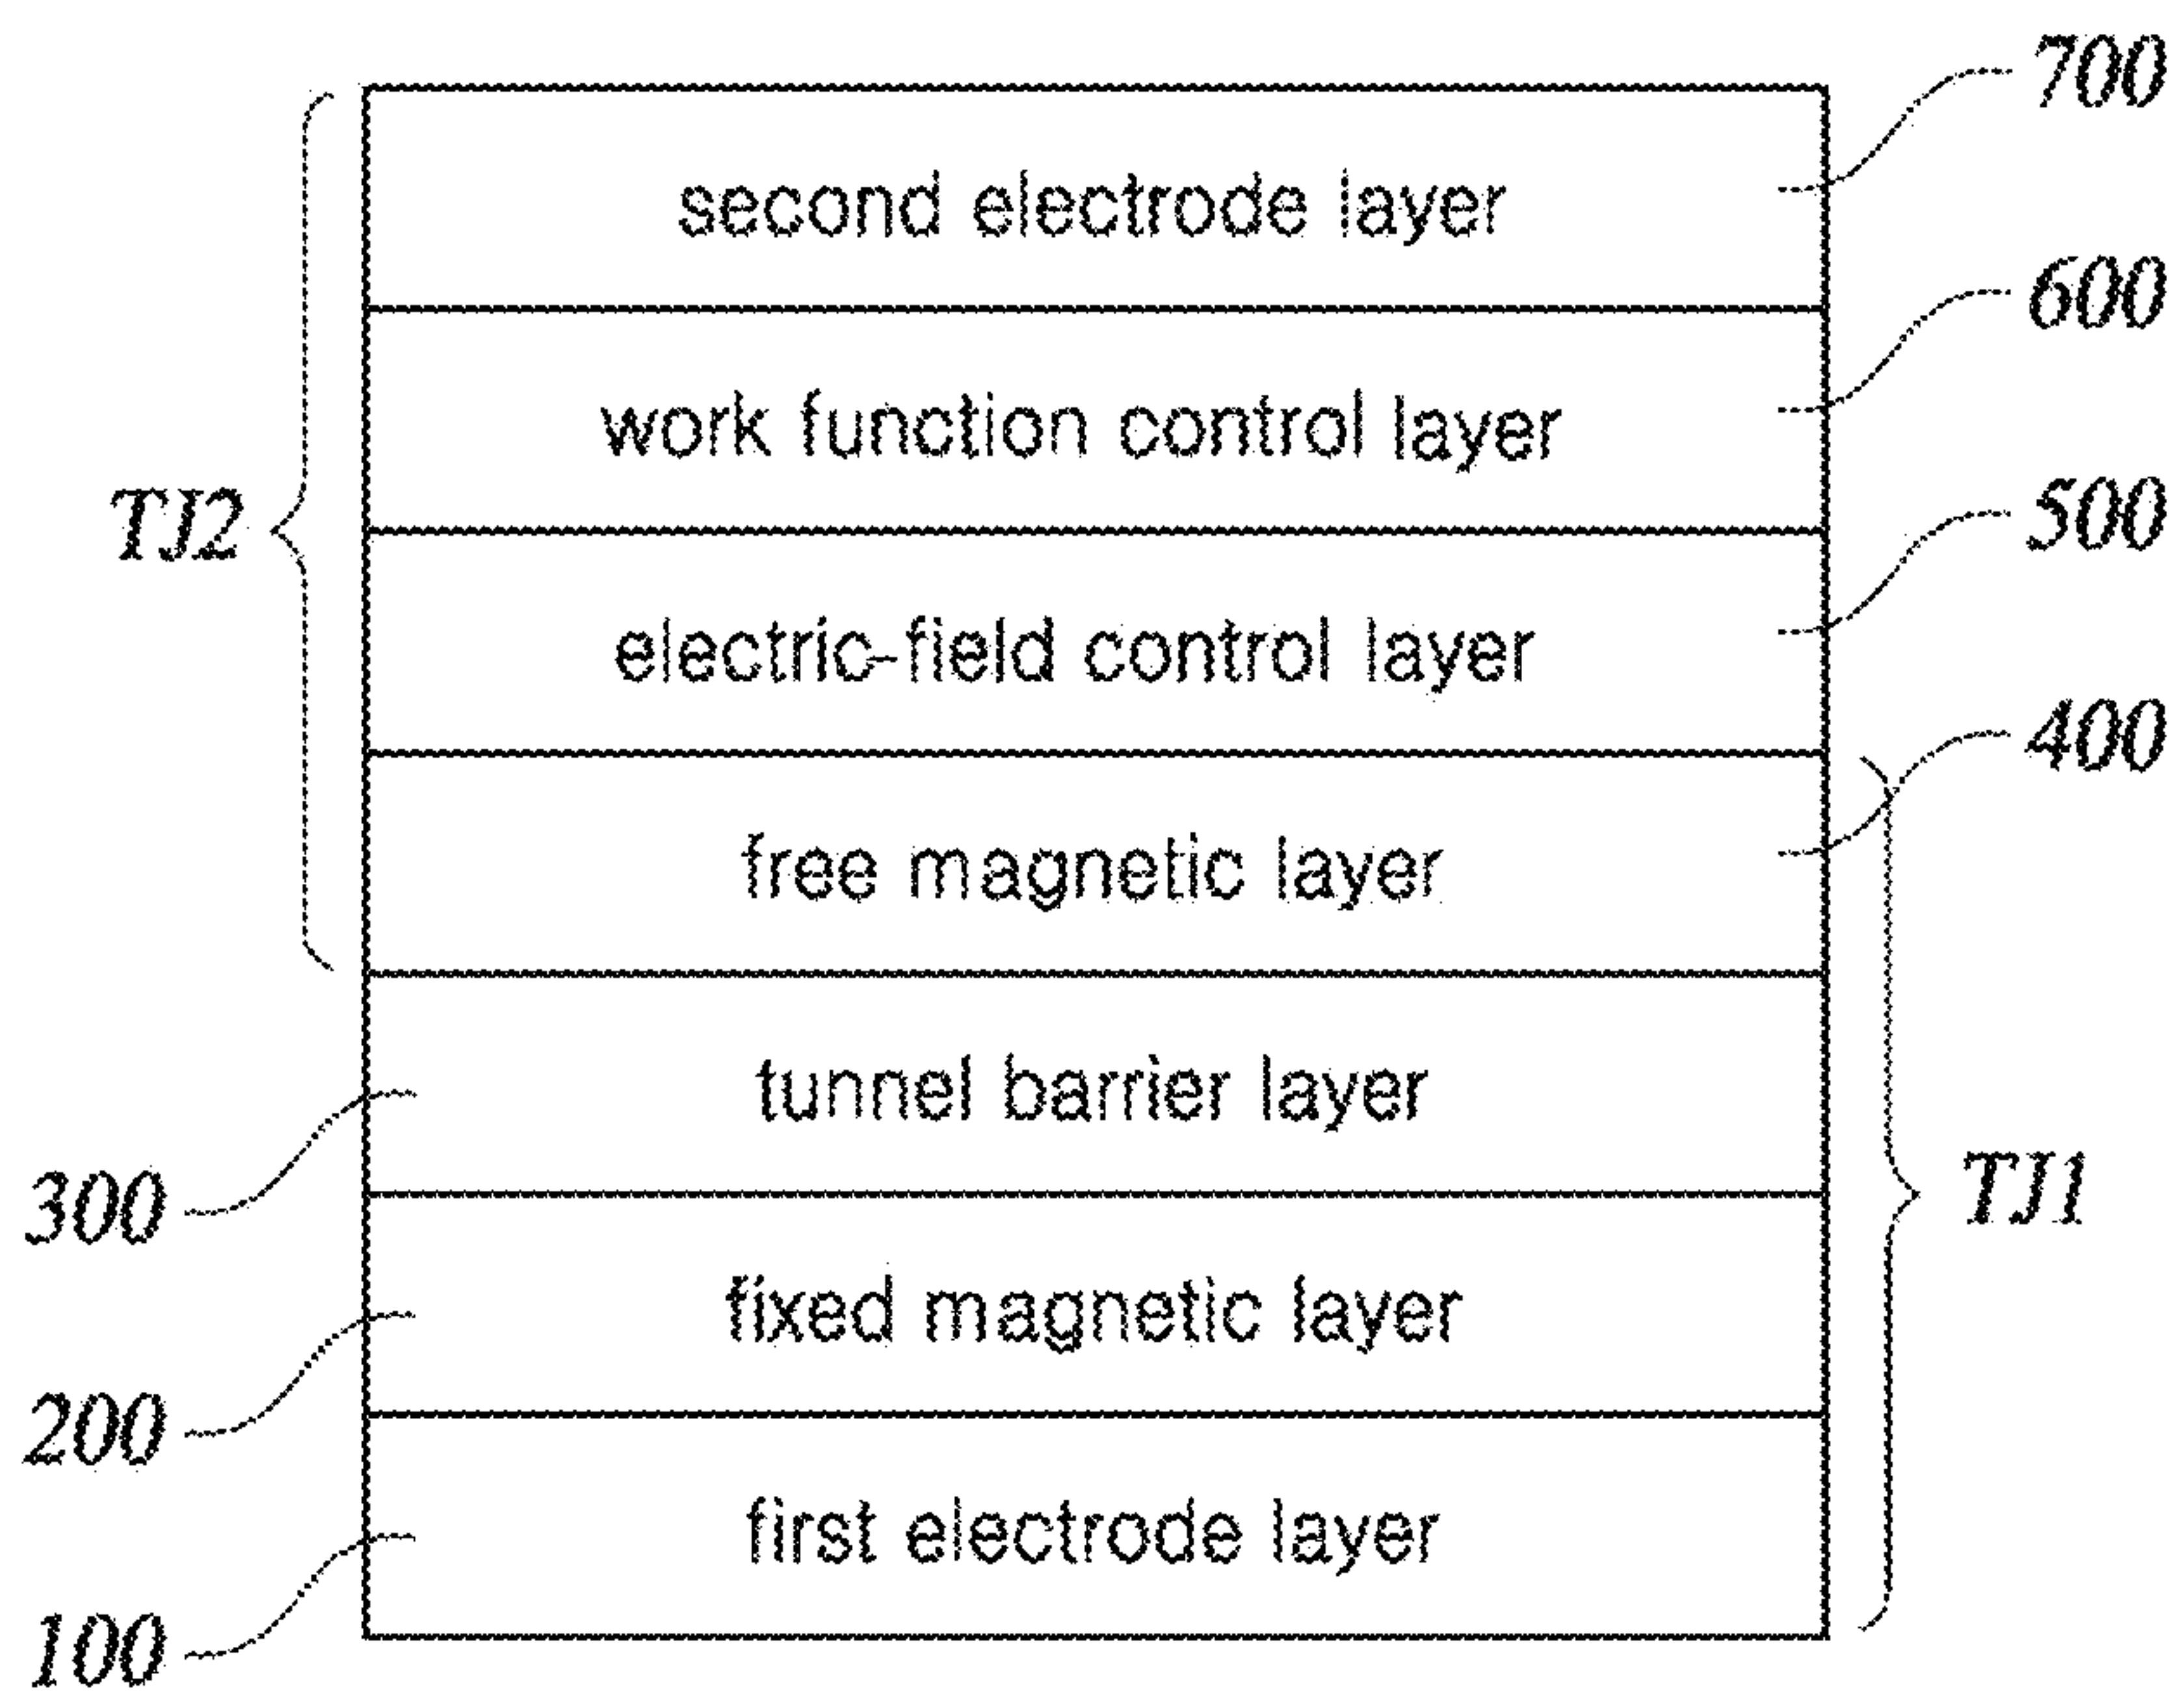 700
second electrode layer
600
work function control layer
TJ2
500
electric-field control layer
400
free magnetic layer
tunnel barrier layer
300
TJ1
fixed magnetic layer
200
first electrode layer
100